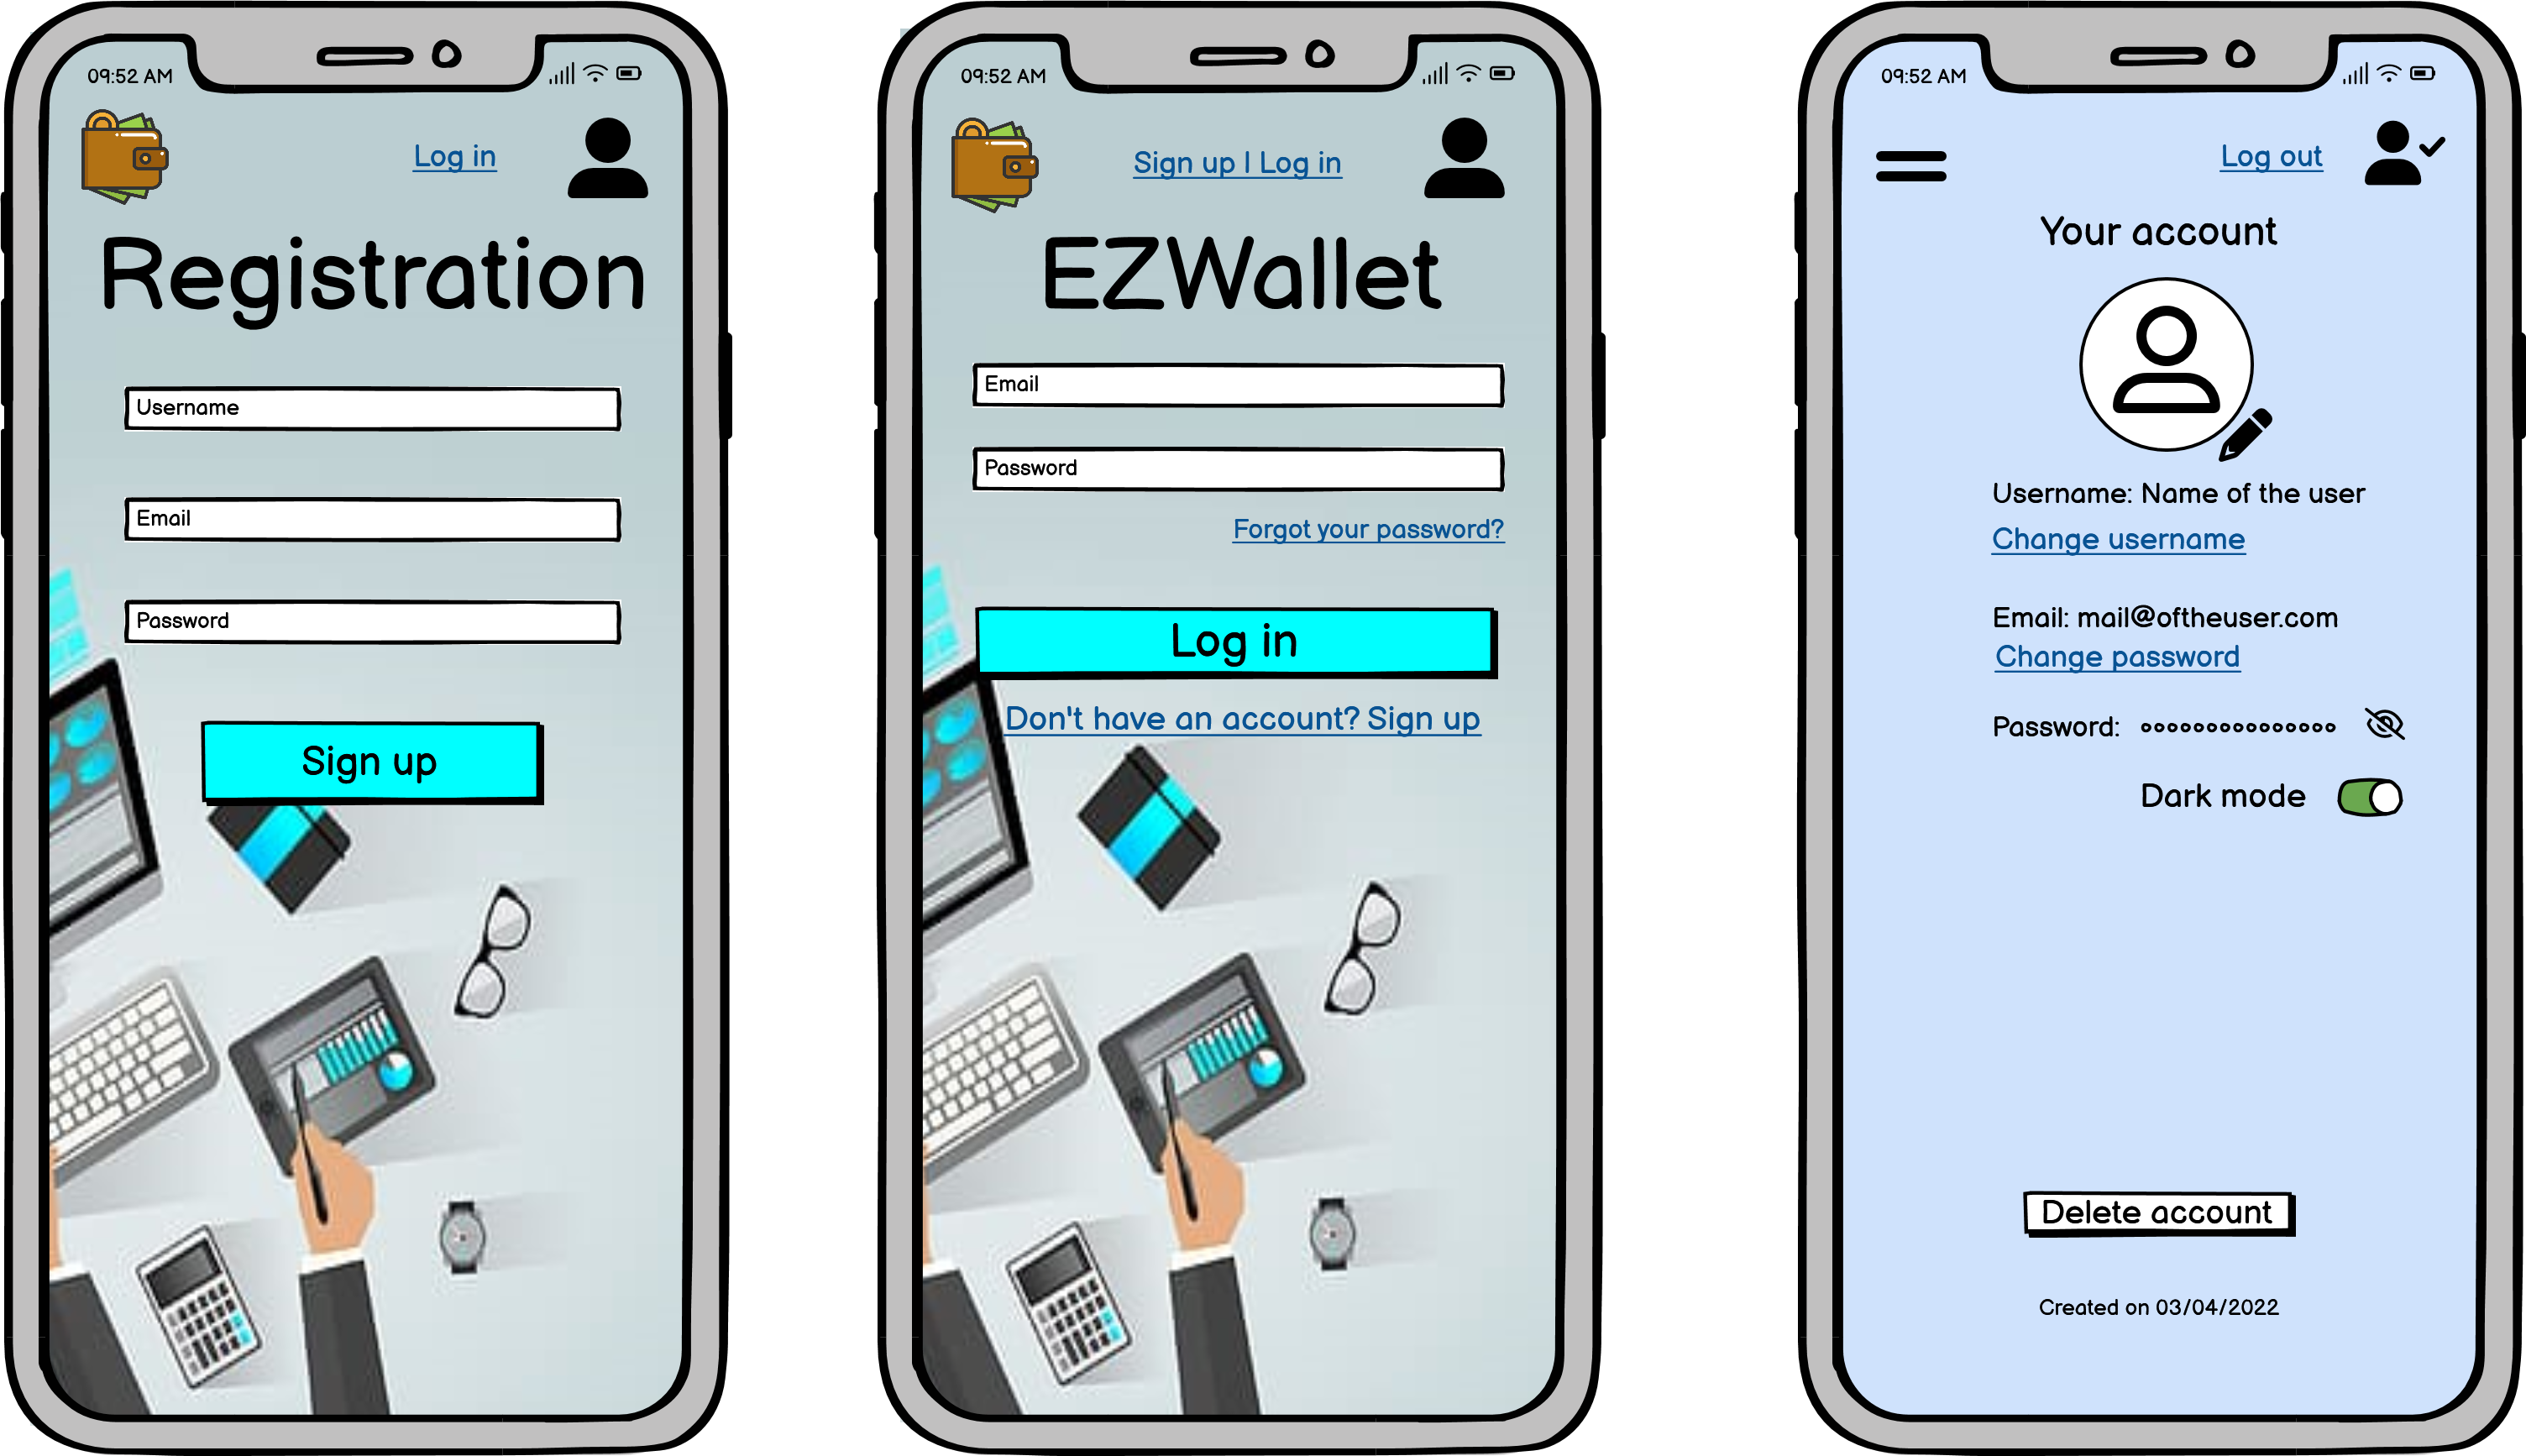 09:52 AM
Log in
Registration
Username
Email
Password
Sign up
09:52 AM
Sign up | Log in
EZWallet
Email
Password
Forgot your password?
Log in
Don't have an account? Sign up
09:52 AM
Log out
Your account
Username: Name of the user
Change username
Email: mail@oftheuser.com
Change password
Password:
Dark mode
Delete account
Created on 03/04/2022